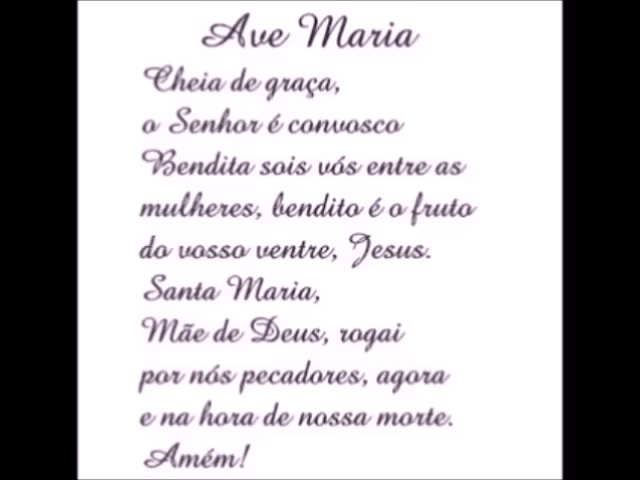 Ave Maria
Cheia de graça,
o Senhor é convosco
Bendita sois vós entre as
mulheres, bendito é o fruto
do vosso ventre, Jesus.
Santa Maria,
Mãe de Deus, rogai
por nós pecadores, agora
e na hora de nossa morte.
Amém!